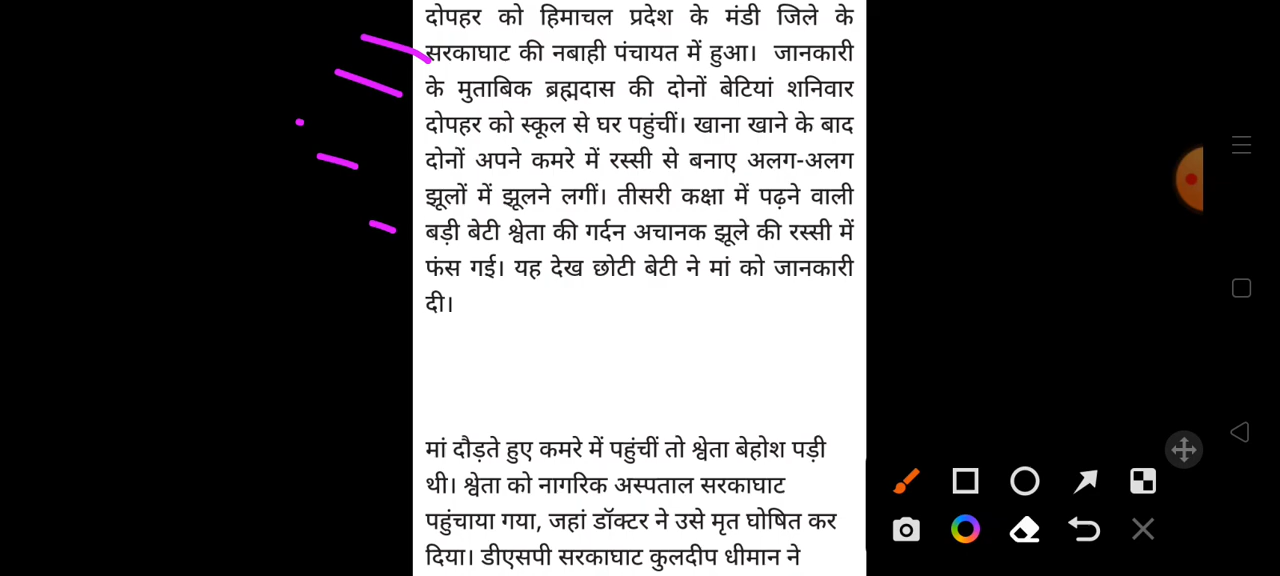 दोपहर को हिमाचल प्रदेश के मंडी जिले के
सरकाघाट की नबाही पंचायत में हुआ। जानकारी
के मुताबिक ब्रह्मदास की दोनों बेटियां शनिवार
दोपहर को स्कूल से घर पहुंचीं। खाना खाने के बाद
दोनों अपने कमरे में रस्सी से बनाए अलग-अलग
झूलों में झूलने लगीं। तीसरी कक्षा में पढ़ने वाली
बड़ी बेटी श्वेता की गर्दन अचानक झूले की रस्सी में
फंस गई। यह देख छोटी बेटी ने मां को जानकारी
दी।
मां दौड़ते हुए कमरे में पहुंचीं तो श्वेता बेहोश पड़ी
थी। श्वेता को नागरिक अस्पताल सरकाघाट
पहुंचाया गया, जहां डॉक्टर ने उसे मृत घोषित कर
दिया। डीएसपी सरकाघाट कुलदीप धीमान ने